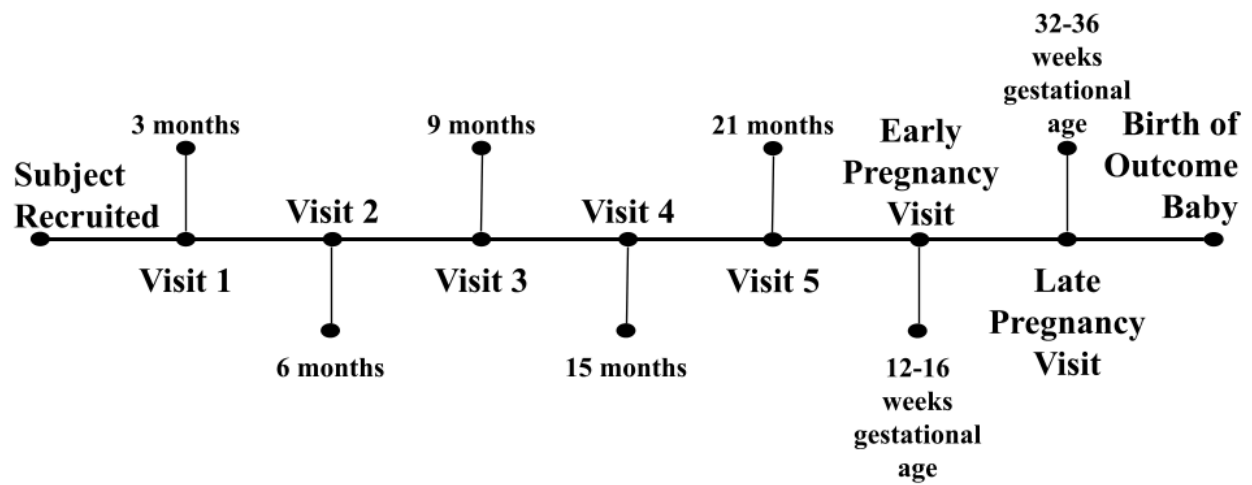 32-36
weeks
gestational
age
3 months
9 months
21 months
Early
Pregnancy
Visit
Birth of
Outcome
Baby
Subject
Recruited
Visit 2
Visit 4
Visit 1
Visit 3
Visit 5
Late
Pregnancy
Visit
6 months
15 months
12-16
weeks
gestational
age